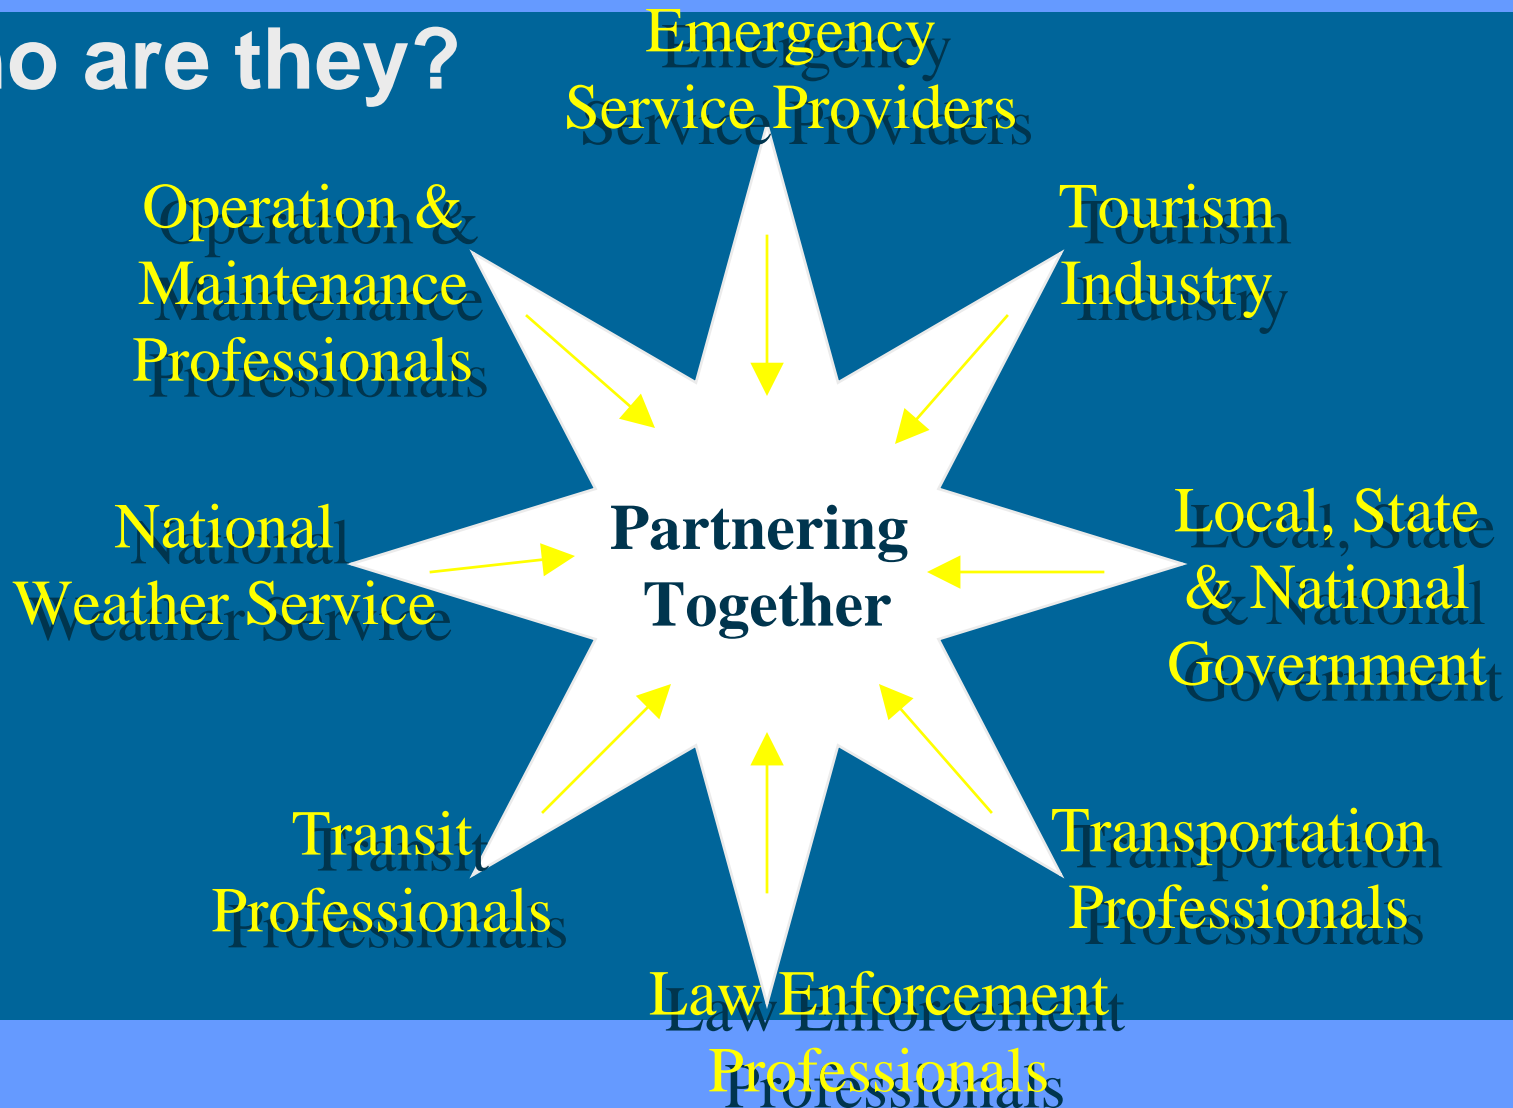 o are they?
Emergency
Service Providers
Operation &
Maintenance
Professionals
Tourism
Industry
National
Weather Service
Partnering
Together
Local, State
& National
Government
Transit
Professionals
Transportation
Professionals
Law Enforcement
Professionals